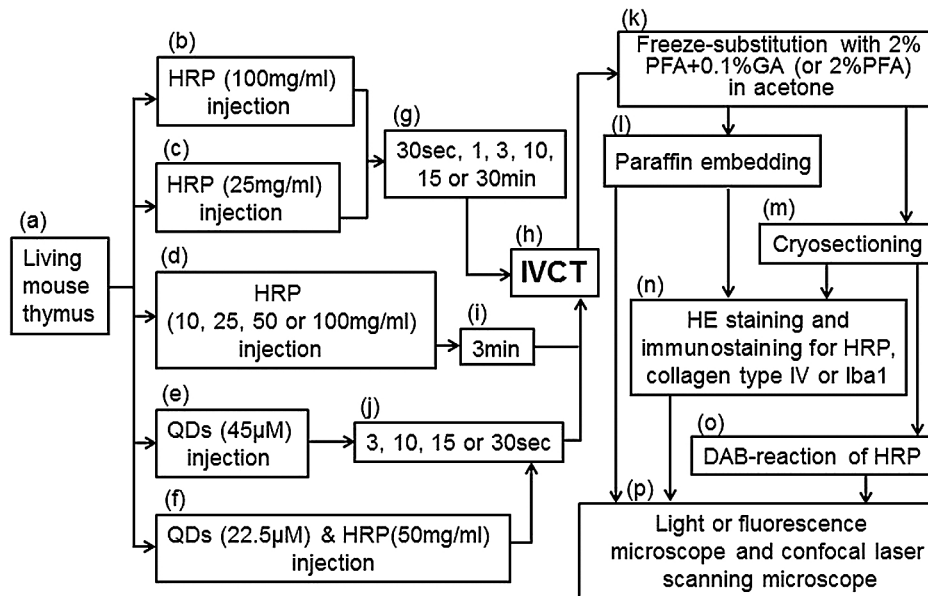 (a)
Living
mouse
thymus
(b)
HRP (100mg/ml)
injection
(c)
HRP (25mg/ml)
injection
(d)
HRP
(10, 25, 50 or 100mg/ml)
injection
(e)
QDs (45µM)
injection
(f)
QDs (22.5µM) & HRP(50mg/ml)
injection
(g)
30sec, 1, 3, 10,
15 or 30min
(h)
IVCT
(i)
3min
(j)
3, 10, 15 or 30sec
(k)
Freeze-substitution with 2%
PFA+0.1%GA (or 2%PFA)
in acetone
(l)
Paraffin embedding
(m)
Cryosectioning
(n)
HE staining and
immunostaining for HRP,
collagen type IV or Iba1
(o)
DAB-reaction of HRP
(p)
Light or fluorescence
microscope and confocal laser
scanning microscope